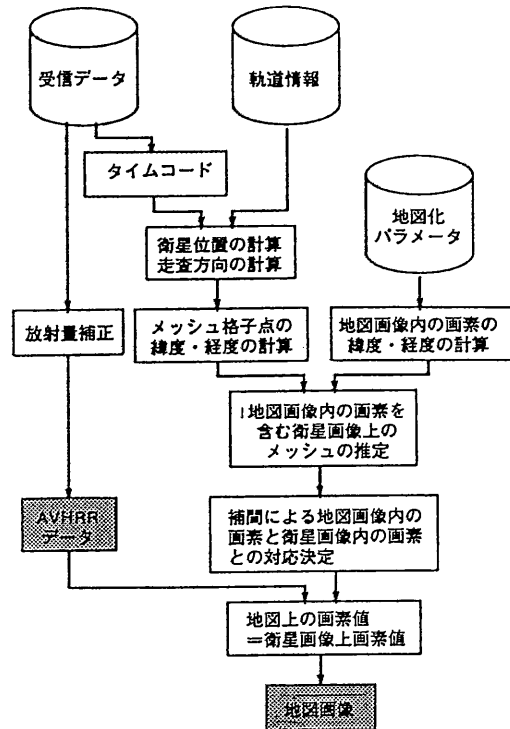 受信データ
軌道情報
タイムコード
地図化
パラメータ
衛星位置の計算
走査方向の計算
放射量補正
メッシュ格子点の
緯度・経度の計算
地図画像内の画素の
緯度・経度の計算
地図画像内の画素を
含む衛星画像上の
メッシュの推定
AVHRR
データ
補間による地図画像内の
画素と衛星画像内の画素
との対応決定
地図上の画素値
=衛星画像上画素値
地図画像